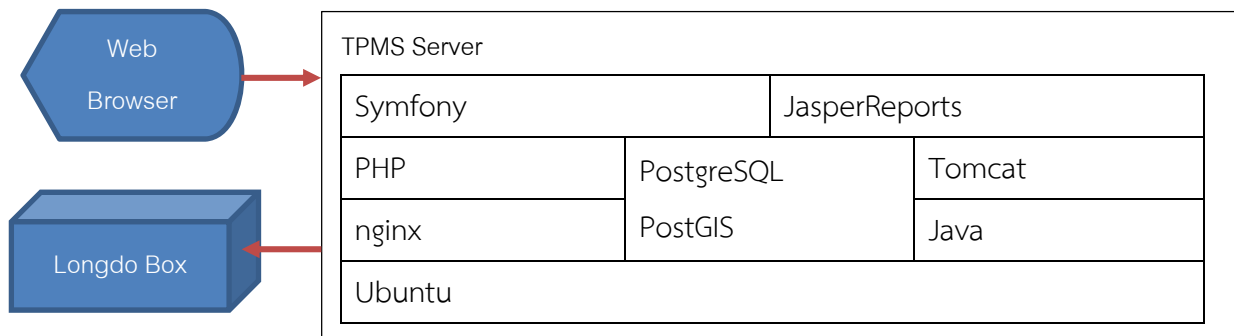 Web
Browser
TPMS Server
Symfony
JasperReports
PHP
PostgreSQL
PostGIS
Tomcat
nginx
Java
Longdo Box
Ubuntu